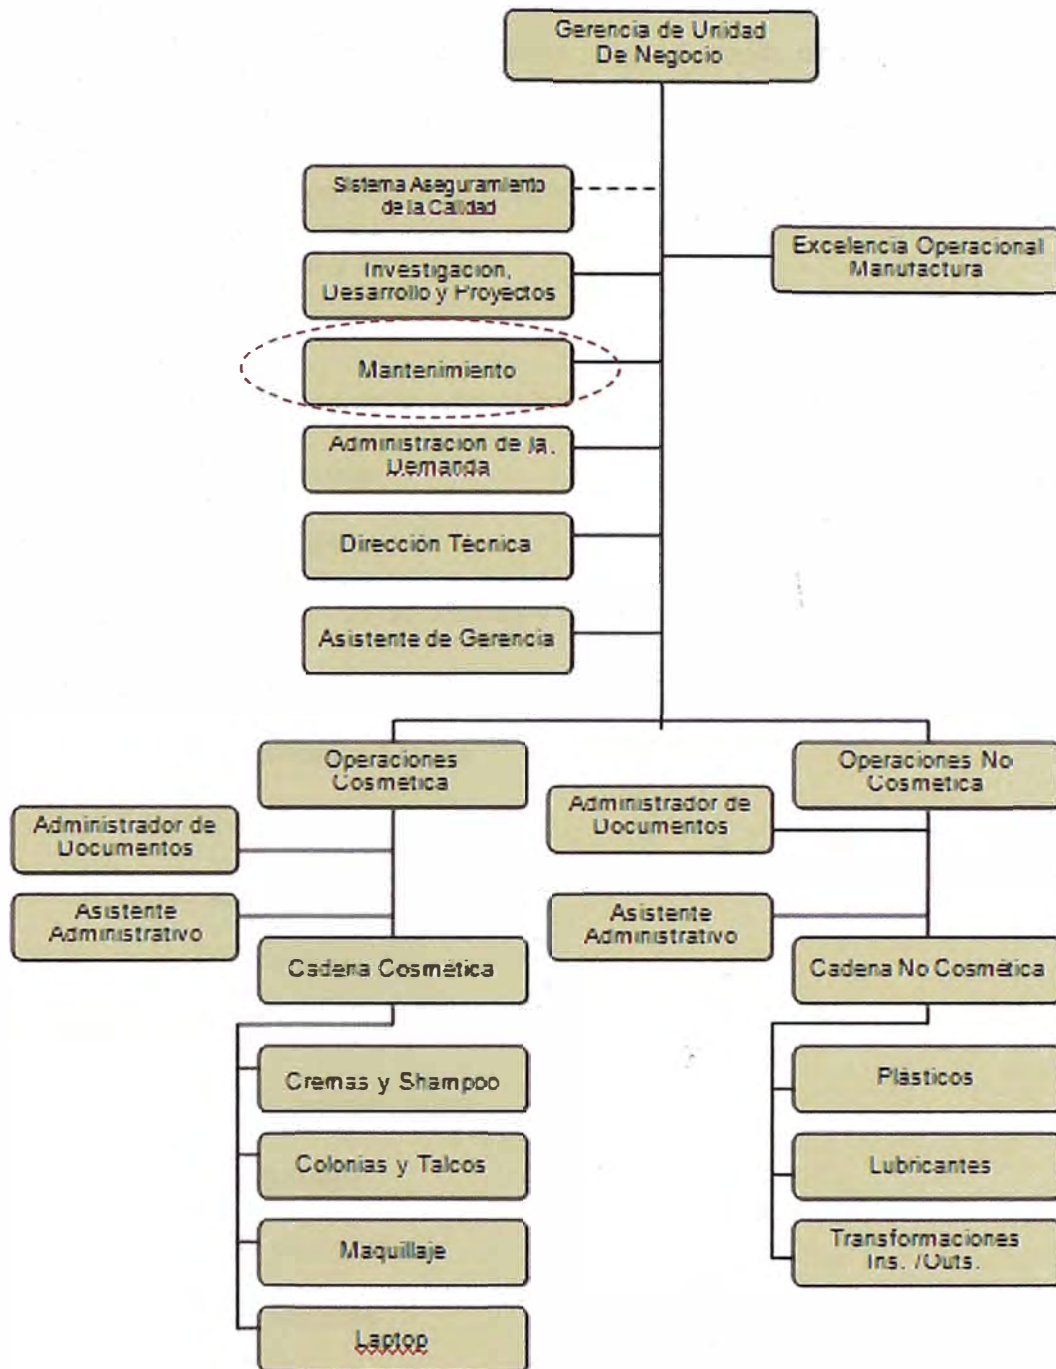 Gerencia de Unidad
De Negocio
Sistema Aseguramiento
de la Calidad
Excelencia Operacional
Manufactura
Investigacion,
Desarrollo y Proyectos
Mantenimiento
Administracion de la.
Demanda
Dirección Técnica
Asistente de Gerencia
Operaciones
Cosmetica
Administrador de
Documentos
Asistente
Administrativo
Cadena Cosmética
Cremas y Shampoo
Colonias y Talcos
Maquillaje
Laptop
Operaciones No
Cosmetica
Administrador de
Documentos
Asistente
Administrativo
Cadena No Cosmética
Plásticos
Lubricantes
Transformaciones
Ins. /Outs.